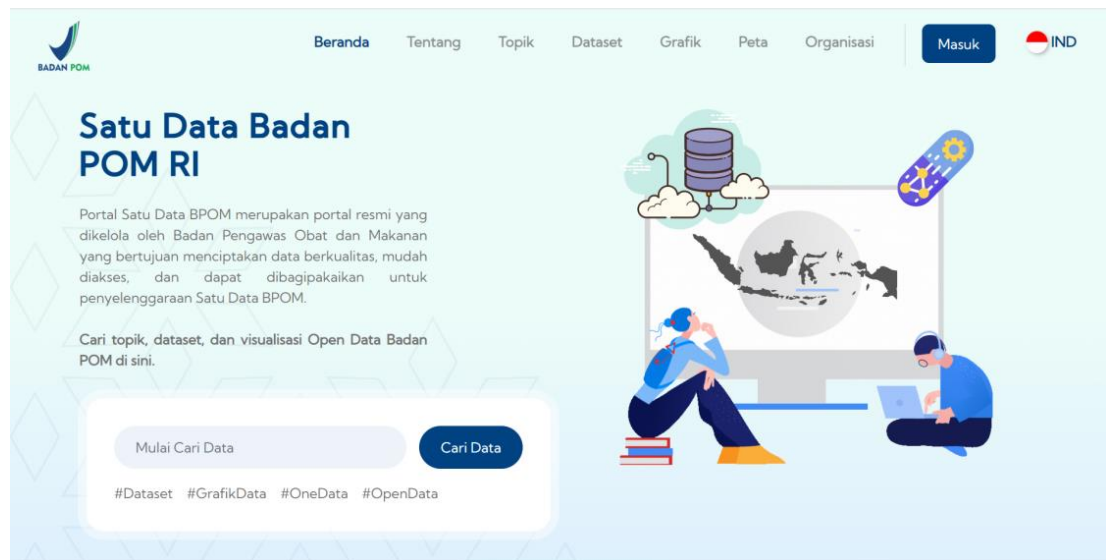 BADAN POM
Beranda
Tentang
Topik
Dataset
Grafik
Peta
Organisasi
Masuk
IND
Satu Data Badan
POM RI
Portal Satu Data BPOM merupakan portal resmi yang
dikelola oleh Badan Pengawas Obat dan Makanan
yang bertujuan menciptakan data berkualitas, mudah
diakses, dan dapat dibagipakaikan untuk
penyelenggaraan Satu Data BPOM.
Cari topik, dataset, dan visualisasi Open Data Badan
POM di sini.
Mulai Cari Data
Cari Data
#Dataset #GrafikData #OneData #OpenData